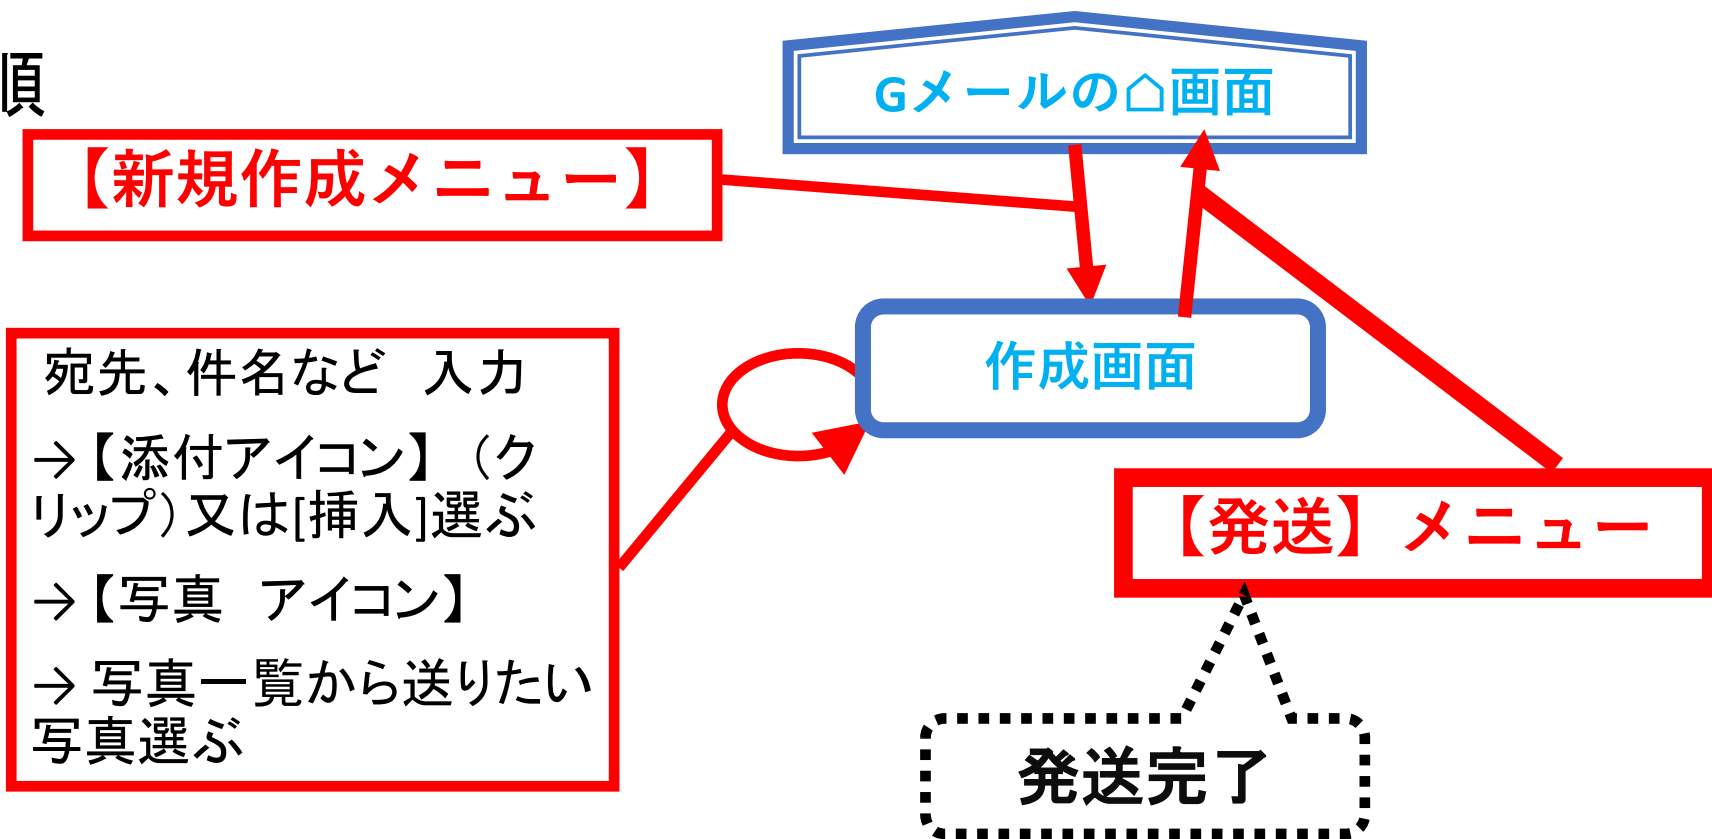 順
Gメールの⌂画面
【新規作成メニュー】
作成画面
宛先、件名など　入力
→【添付アイコン】（ク
リップ）又は[挿入]選ぶ
→【写真　アイコン】
→ 写真一覧から送りたい
写真選ぶ
【発送】メニュー
発送完了